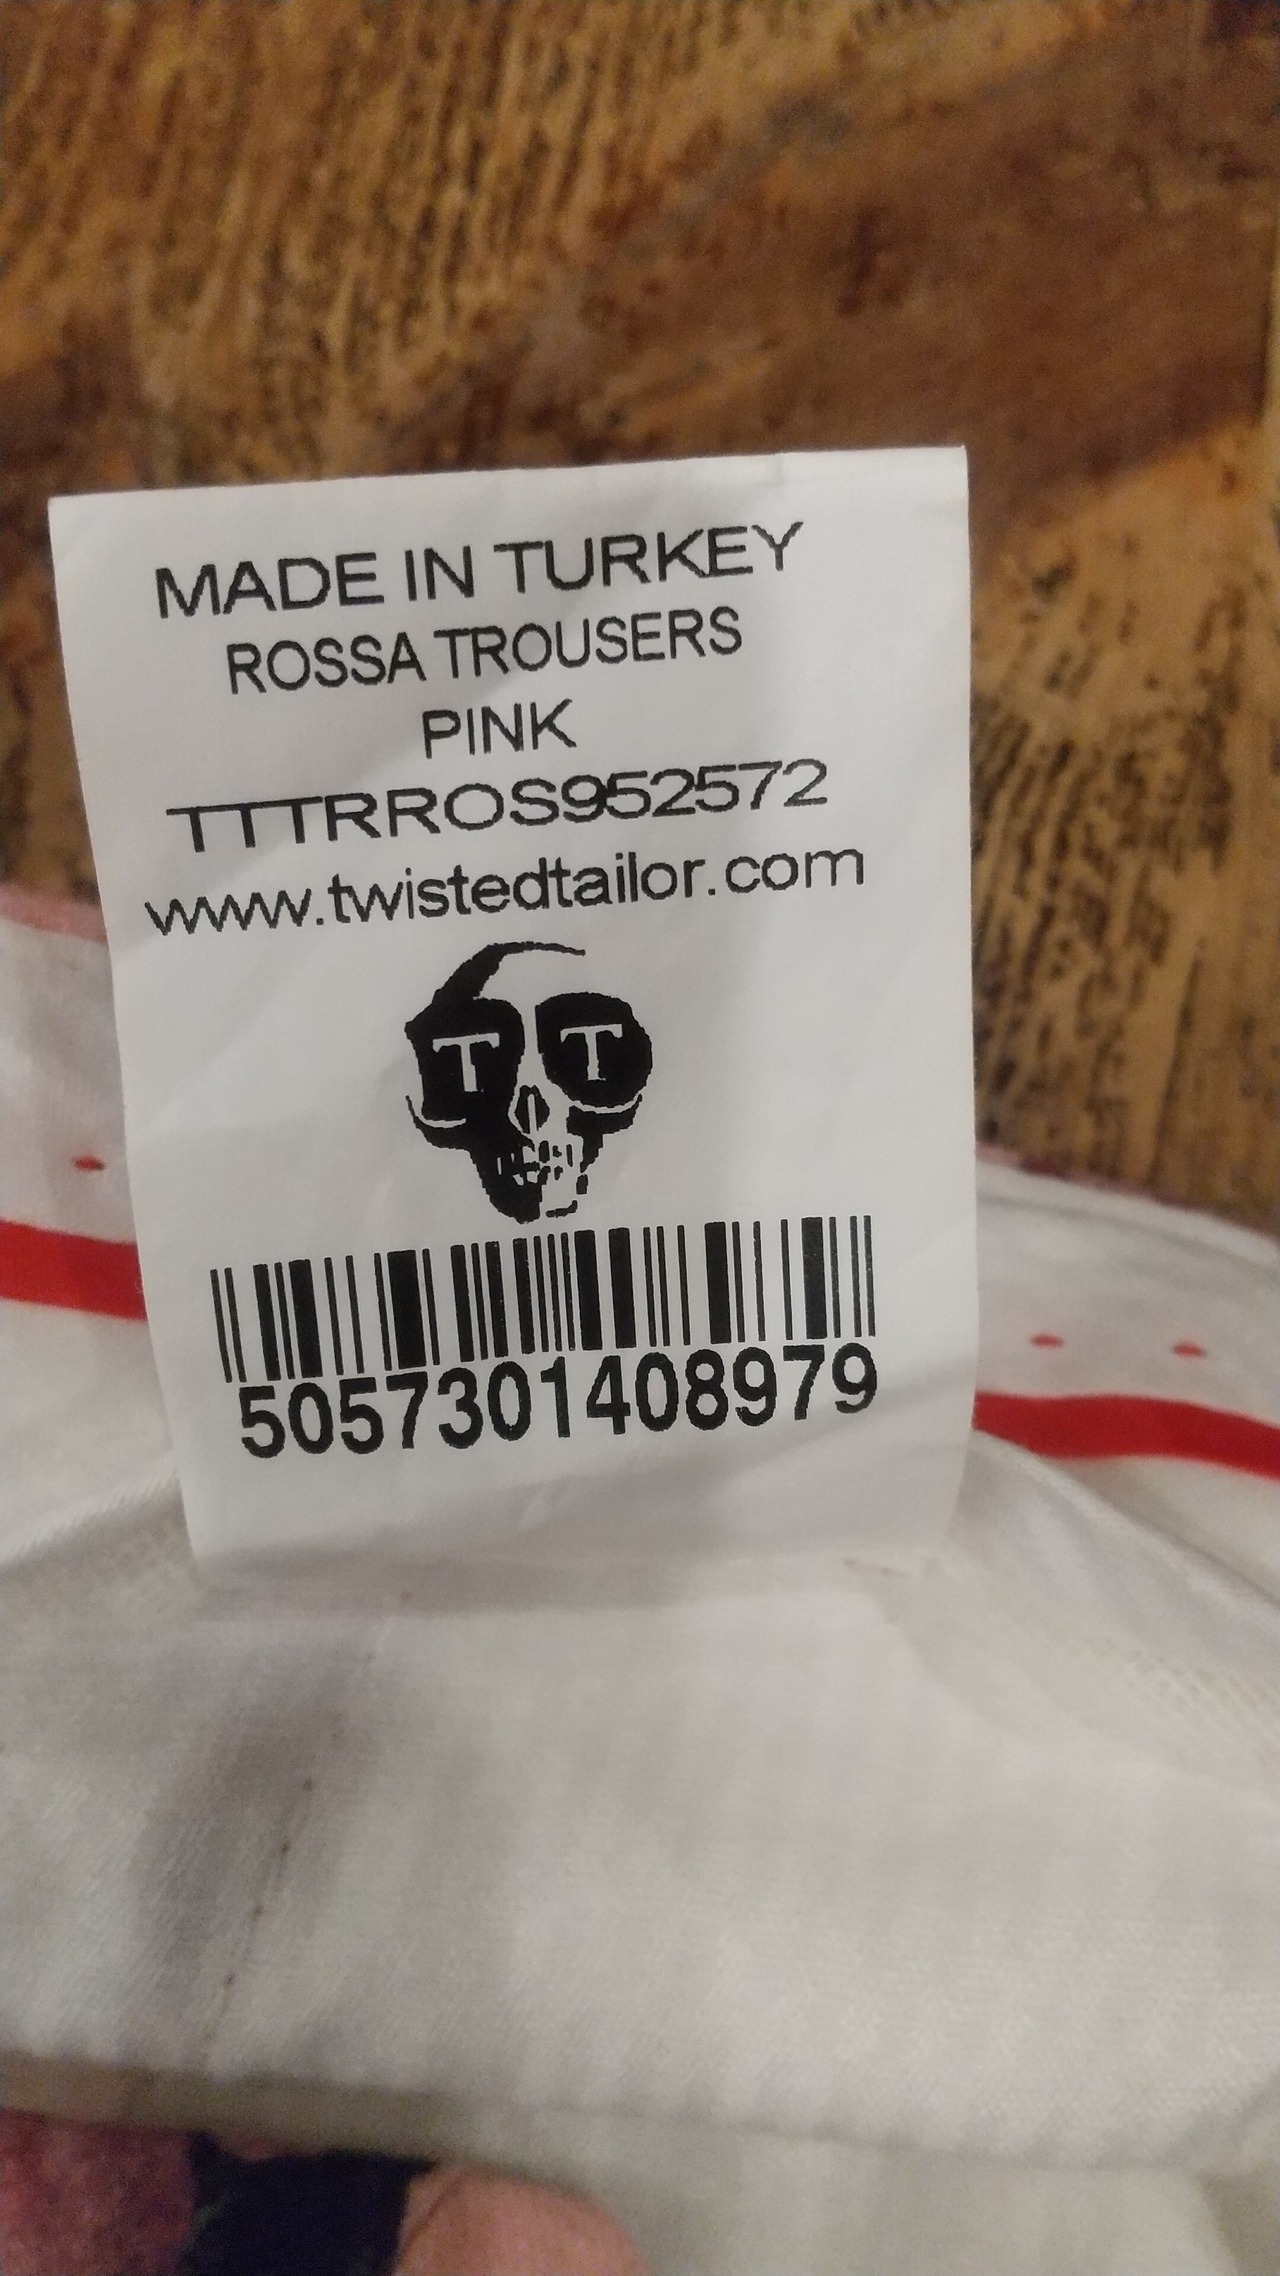 MADE IN TURKEY
ROSSA TROUSERS
PINK
TTTRROS952572
www.twistedtailor.com
T T
5057301408979